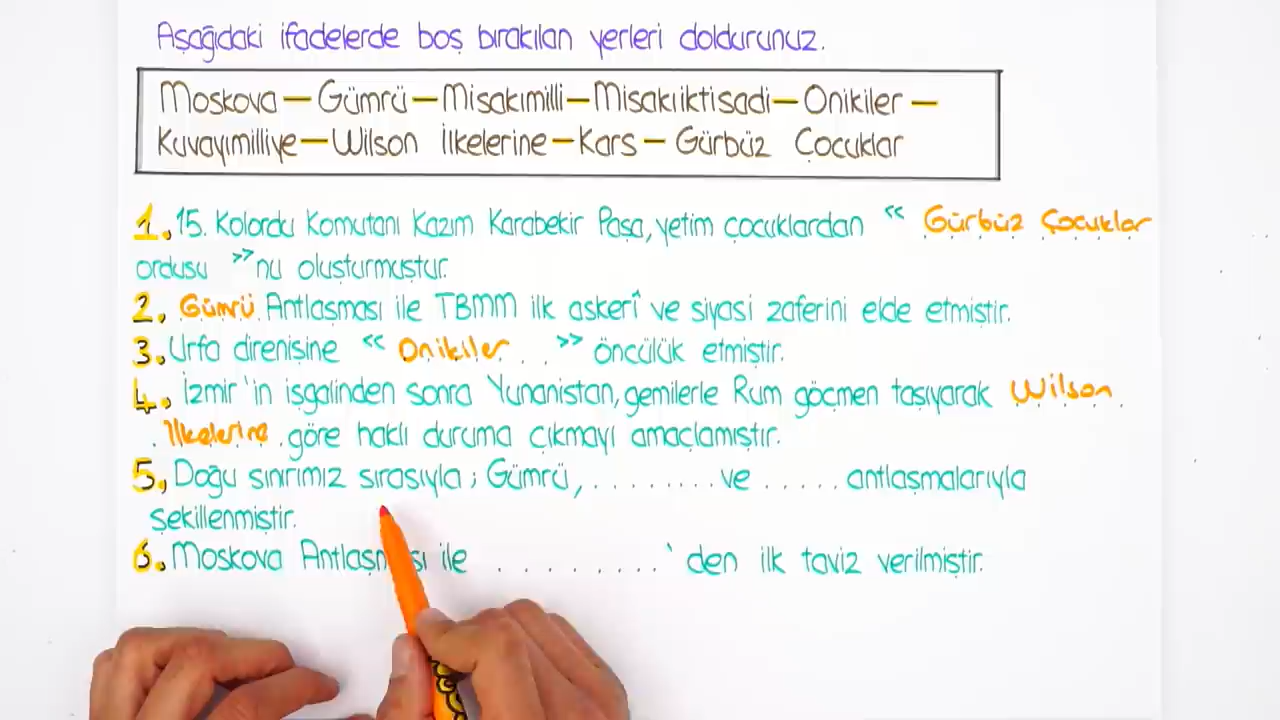 Aşağıdaki ifadelerde boş bırakılan yerleri doldurunuz.
Moskova — Gümrü — Misakımilli — Misakıiktisadi — Onikiler —
Kuvayımilliye — Wilson İlkelerine — Kars — Gürbüz Çocuklar
1. 15. Kolordu Komutanı Kazım Karabekir Paşa, yetim çocuklardan << Gürbüz Çocuklar
ordusu >> nu oluşturmuştur.
2. Gümrü Antlaşması ile TBMM ilk askerî ve siyasi zaferini elde etmiştir.
3. Urfa direnişine << Onikiler . . >> öncülük etmiştir.
4. İzmir'in işgalinden sonra Yunanistan, gemilerle Rum göçmen taşıyarak Wilson .
. İlkelerine . göre haklı duruma çıkmayı amaçlamıştır.
5. Doğu sınırımız sırasıyla ; Gümrü, . . . . . . . . ve . . . . . antlaşmalarıyla
şekillenmiştir.
6. Moskova ile . . . . . . . . . 'den ilk taviz verilmiştir.